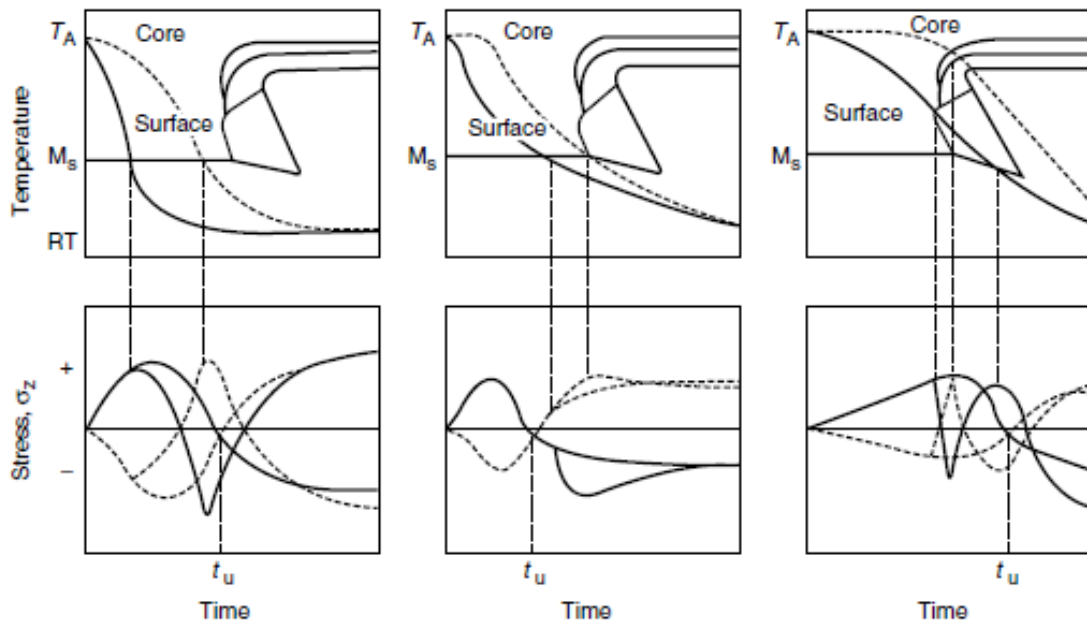 Temperature
T_A
M_s
RT
Core
Surface
Core
Surface
M_s
T_A
Core
Surface
M_s
Stress, σ_z
+
−
t_u
t_u
t_u
Time
Time
Time